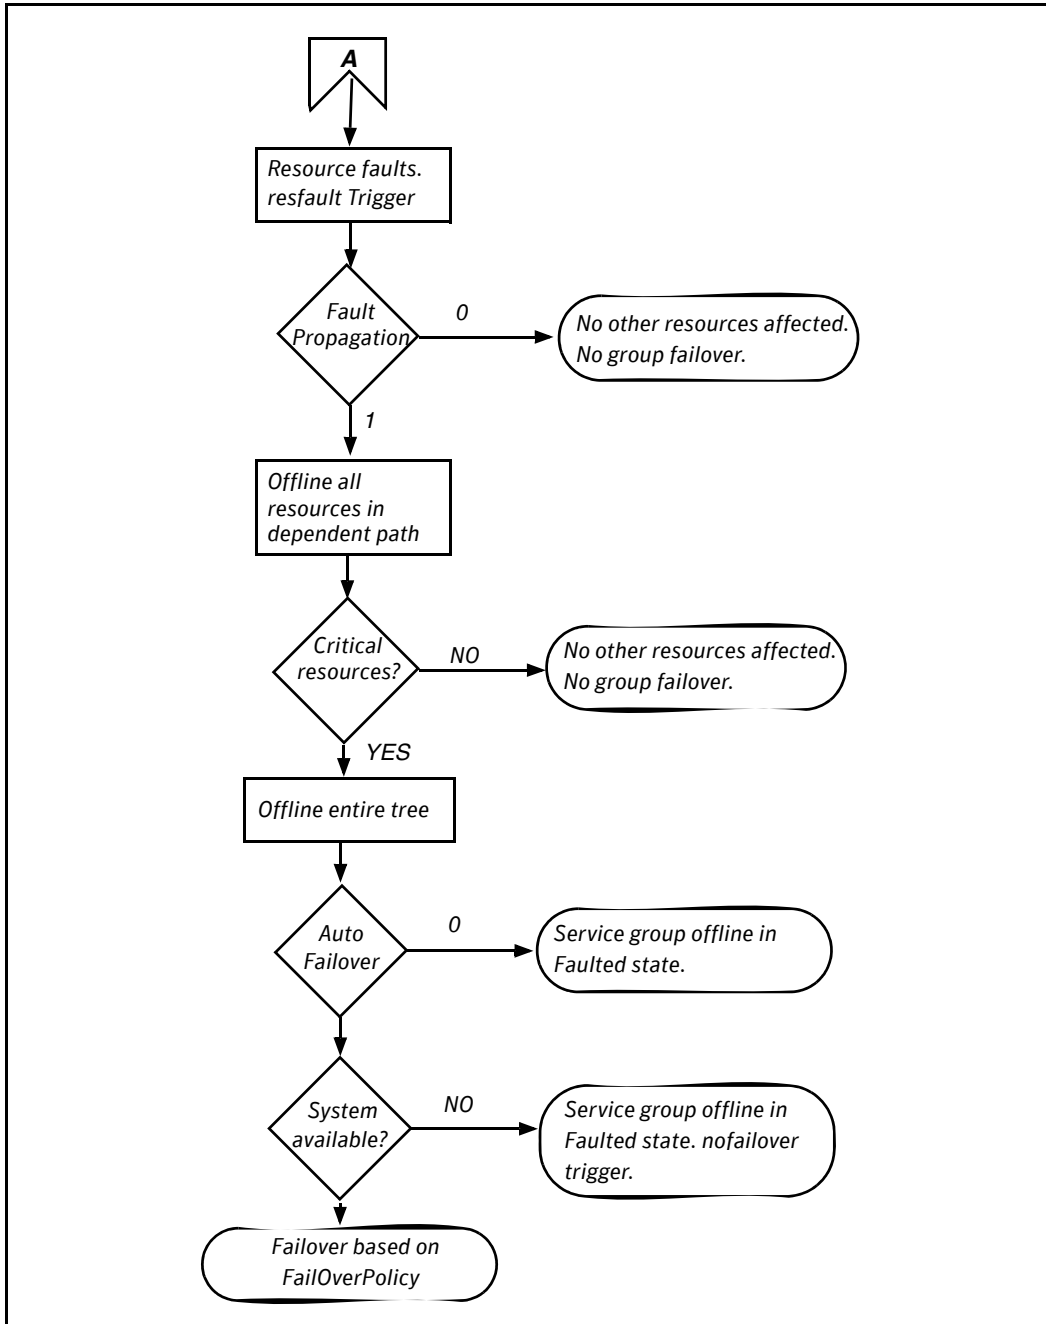 A
Resource faults.
resfault Trigger
Fault
Propagation
0
No other resources affected.
No group failover.
1
Offline all
resources in
dependent path
Critical
resources?
NO
No other resources affected.
No group failover.
YES
Offline entire tree
Auto
Failover
0
Service group offline in
Faulted state.
System
available?
NO
Service group offline in
Faulted state. nofailover
trigger.
Failover based on
FailOverPolicy